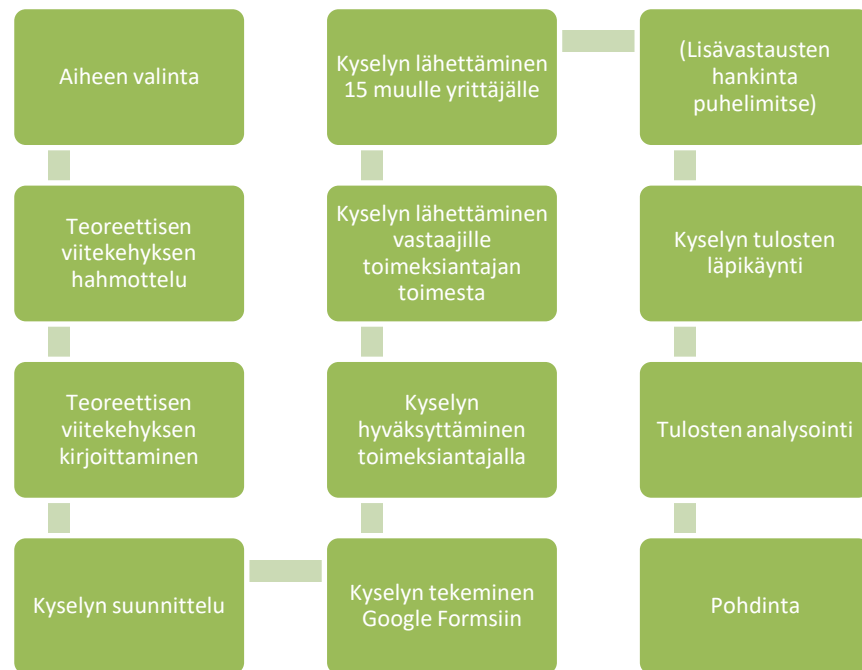 Aiheen valinta
Teoreettisen
viitekehyksen
hahmottelu
Teoreettisen
viitekehyksen
kirjoittaminen
Kyselyn suunnittelu
Kyselyn tekeminen
Google Formsiin
Kyselyn
hyväksyttäminen
toimeksiantajalla
Kyselyn lähettäminen
vastaajille
toimeksiantajan
toimesta
Kyselyn lähettäminen
15 muulle yrittäjälle
(Lisävastausten
hankinta
puhelimitse)
Kyselyn tulosten
läpikäynti
Tulosten analysointi
Pohdinta